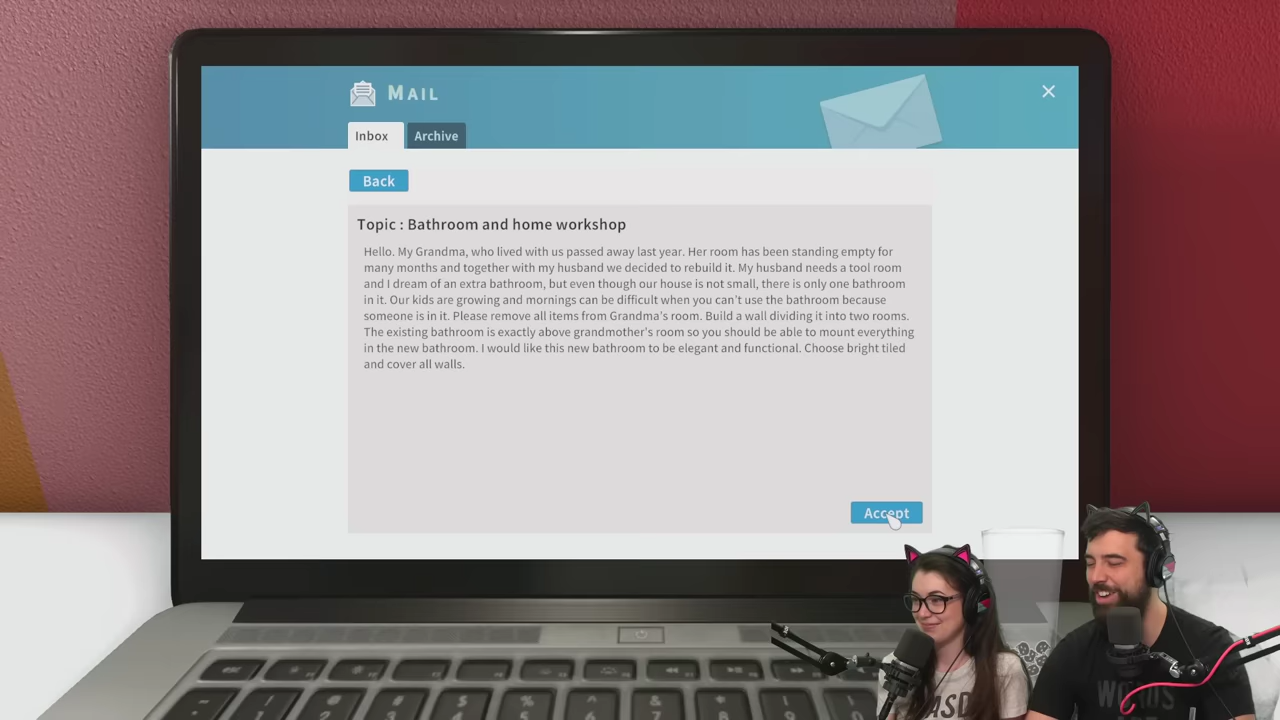 MAIL
Inbox
Archive
Back
Topic : Bathroom and home workshop
Hello. My Grandma, who lived with us passed away last year. Her room has been standing empty for
many months and together with my husband we decided to rebuild it. My husband needs a tool room
and I dream of an extra bathroom, but even though our house is not small, there is only one bathroom
in it. Our kids are growing and mornings can be difficult when you can't use the bathroom because
someone is in it. Please remove all items from Grandma's room. Build a wall dividing it into two rooms.
The existing bathroom is exactly above grandmother's room so you should be able to mount everything
in the new bathroom. I would like this new bathroom to be elegant and functional. Choose bright tiled
and cover all walls.
Accept
WORDS